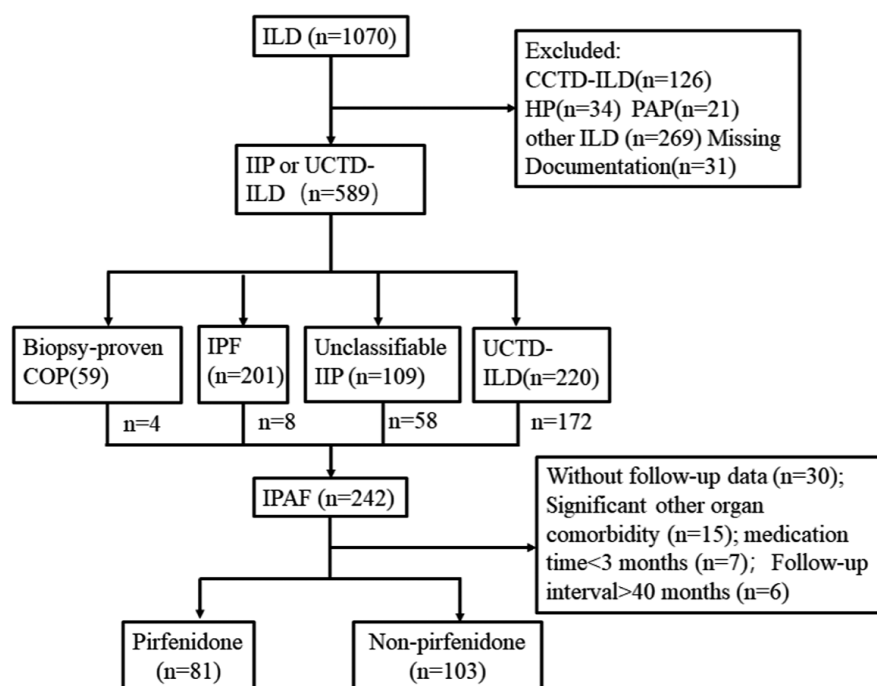 ILD (n=1070)
Excluded:
CCTD-ILD(n=126)
HP(n=34) PAP(n=21)
other ILD (n=269) Missing
Documentation(n=31)
IIP or UCTD-
ILD （n=589）
Biopsy-proven
COP(59)
IPF
(n=201)
Unclassifiable
IIP (n=109)
UCTD-
ILD(n=220)
n=4
n=8
n=58
n=172
IPAF (n=242)
Without follow-up data (n=30);
Significant other organ
comorbidity (n=15); medication
time<3 months (n=7)；Follow-up
interval>40 months (n=6)
Pirfenidone
(n=81)
Non-pirfenidone
(n=103)